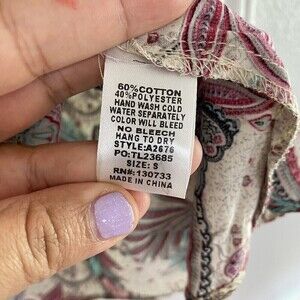 60%COTTON
40%POLYESTER
HAND WASH COLD
WATER SEPARATELY
COLOR WILL BLEED
NO BLEECH
HANG TO DRY
STYLE:A2676
PO:TL23685
SIZE: S
RN#:130733
MADE IN CHINA